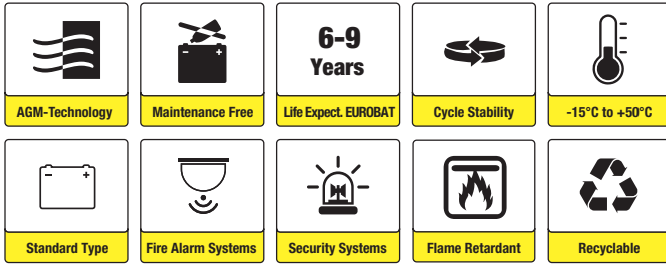 6-9
Years
AGM-Technology
Maintenance Free
Life Expect. EUROBAT
Cycle Stability
-15°C to +50°C
Standard Type
Fire Alarm Systems
Security Systems
Flame Retardant
Recyclable